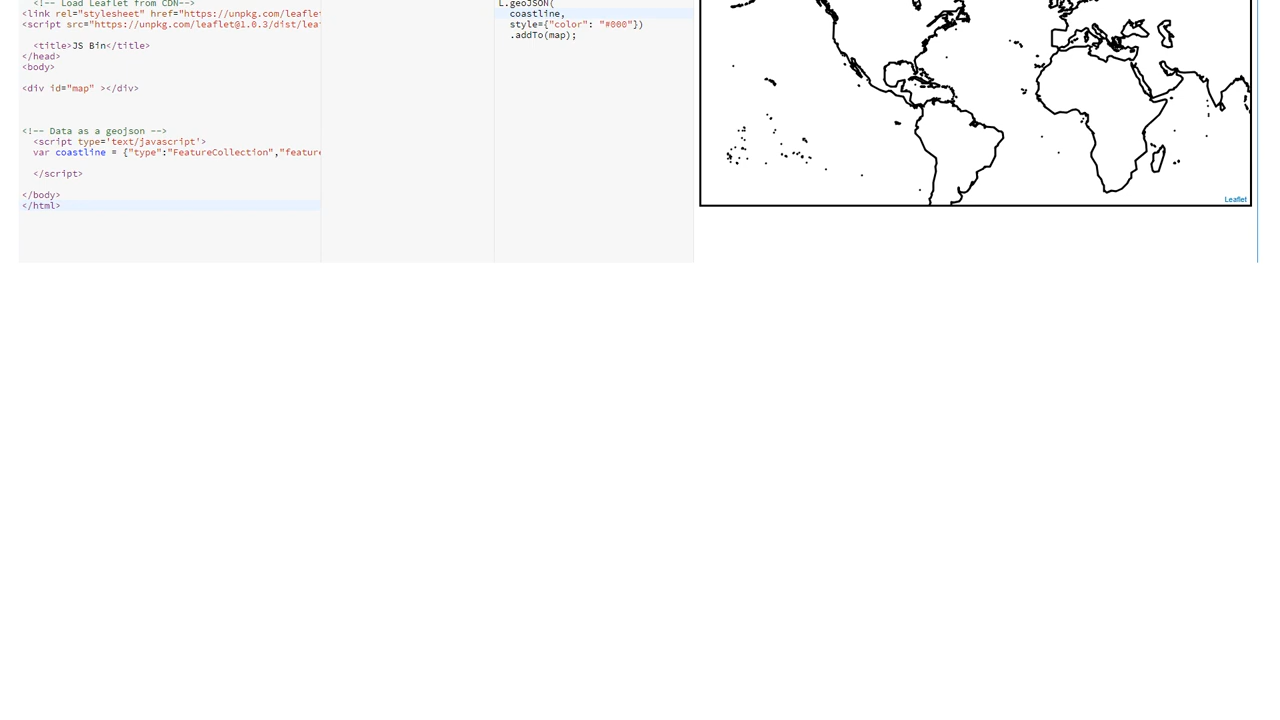 <!-- Load Leaflet from CDN-->
<link rel="stylesheet" href="https://unpkg.com/leaflet
<script src="https://unpkg.com/leaflet@1.0.3/dist/leaf
<title>JS Bin</title>
</head>
<body>
<div id="map" ></div>
<!-- Data as a geojson -->
<script type='text/javascript'>
var coastline = {"type":"FeatureCollection","feature
</script>
</body>
</html>
L.geoJSON(
coastline,
style={"color": "#000"})
.addTo(map);
Leaflet